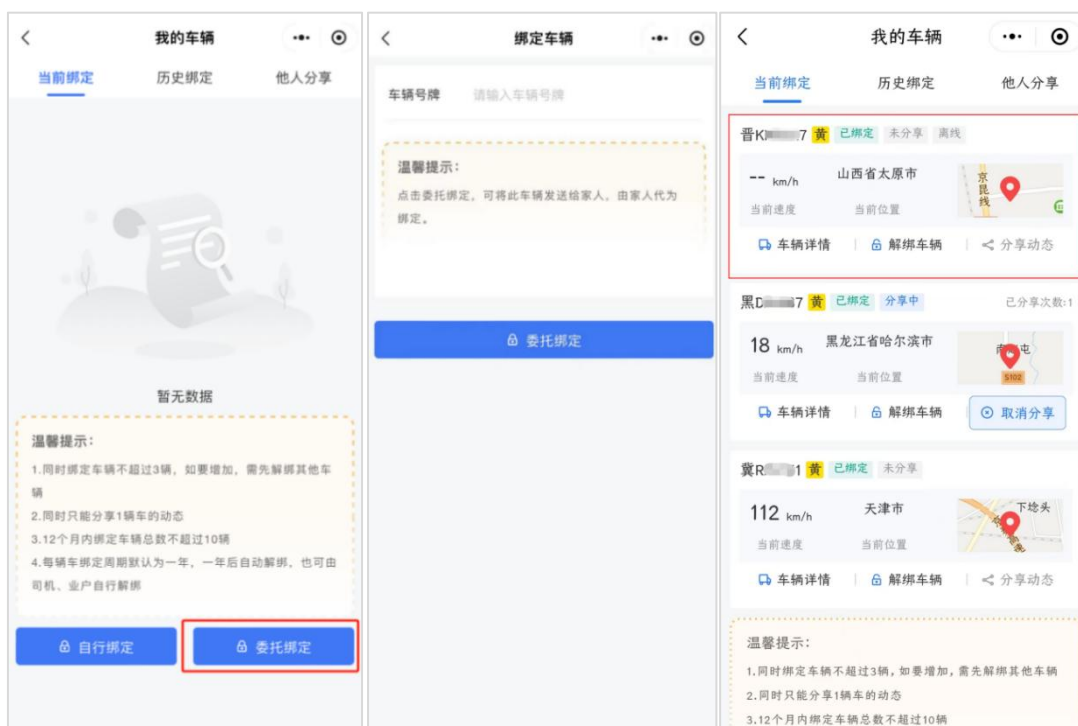 我的车辆
当前绑定
历史绑定
他人分享
暂无数据
温馨提示：
1.同时绑定车辆不超过3辆，如要增加，需先解绑其他车
辆
2.同时只能分享1辆车的动态
3.12个月内绑定车辆总数不超过10辆
4.每辆车绑定周期默认为一年，一年后自动解绑，也可由
司机、业户自行解绑
自行绑定
委托绑定
绑定车辆
车辆号牌
请输入车辆号牌
温馨提示：
点击委托绑定，可将此车辆发送给家人，由家人代为
绑定。
委托绑定
我的车辆
当前绑定
历史绑定
他人分享
晋K 7 黄 已绑定 未分享 离线
-- km/h
山西省太原市
当前速度
当前位置
京昆线
车辆详情
解绑车辆
分享动态
黑D 7 黄 已绑定 分享中 已分享次数:1
18 km/h
黑龙江省哈尔滨市
当前速度
当前位置
屯
S102
车辆详情
解绑车辆
取消分享
冀R 1 黄 已绑定 未分享
112 km/h
天津市
当前速度
当前位置
下埝头
车辆详情
解绑车辆
分享动态
温馨提示：
1.同时绑定车辆不超过3辆，如要增加，需先解绑其他车辆
2.同时只能分享1辆车的动态
3.12个月内绑定车辆总数不超过10辆